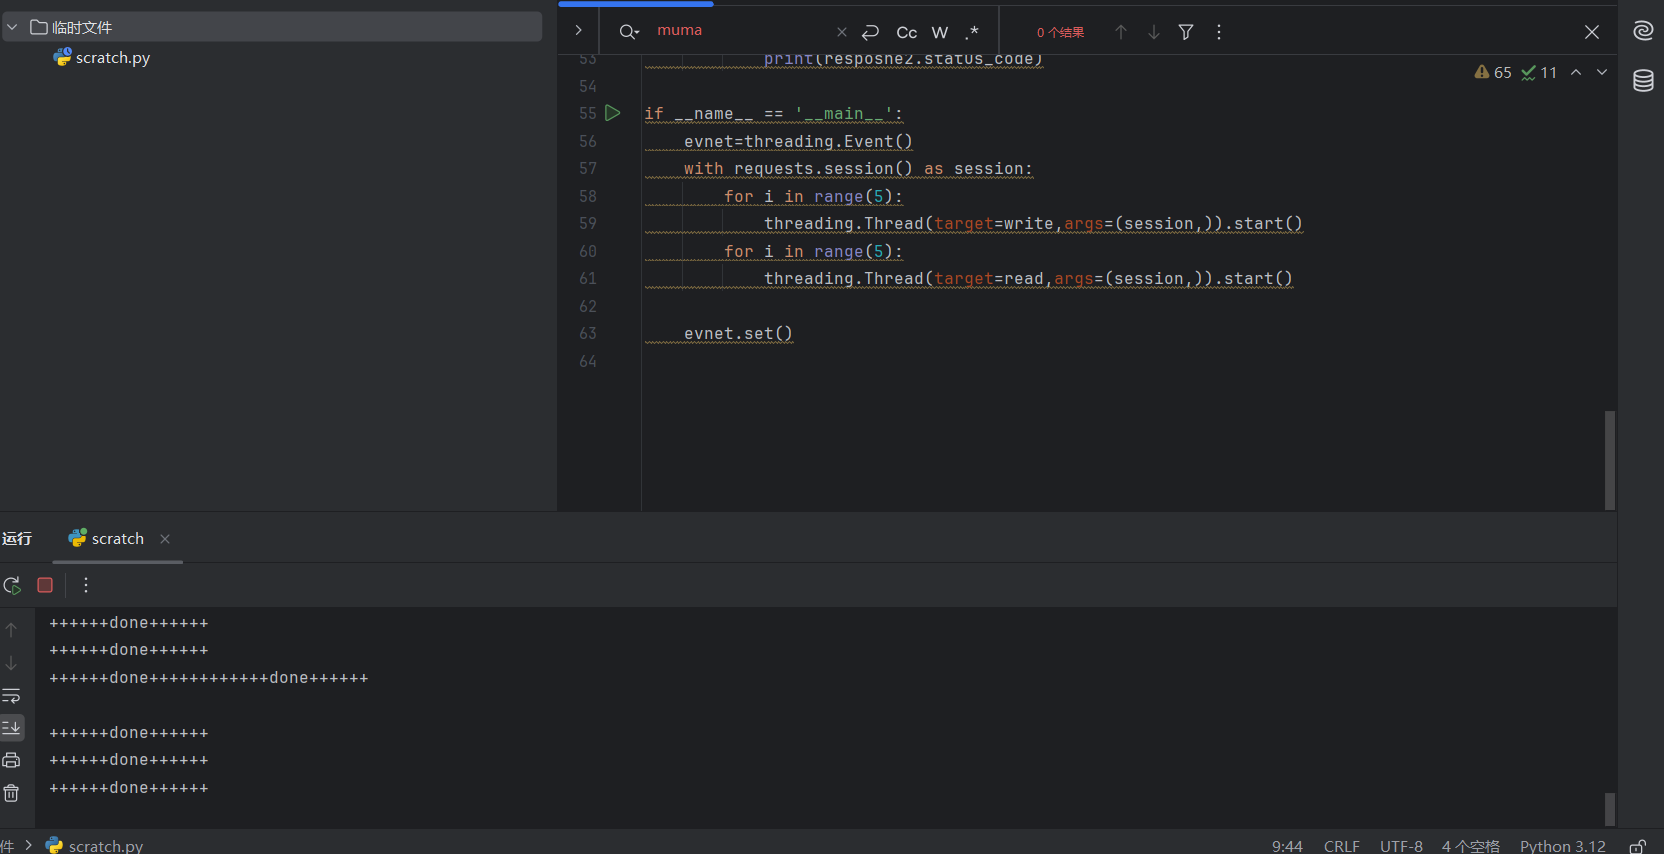 临时文件
scratch.py
muma
Cc
W
.*
0 个结果
65
11
53 print(resposne2.status_code)
54
55 if __name__ == '__main__':
56 evnet=threading.Event()
57 with requests.session() as session:
58 for i in range(5):
59 threading.Thread(target=write,args=(session,)).start()
60 for i in range(5):
61 threading.Thread(target=read,args=(session,)).start()
62
63 evnet.set()
64
运行
scratch
++++++done++++++
++++++done++++++
++++++done++++++++++++done++++++
++++++done++++++
++++++done++++++
++++++done++++++
件 > scratch.py
9:44 CRLF UTF-8 4 个空格 Python 3.12